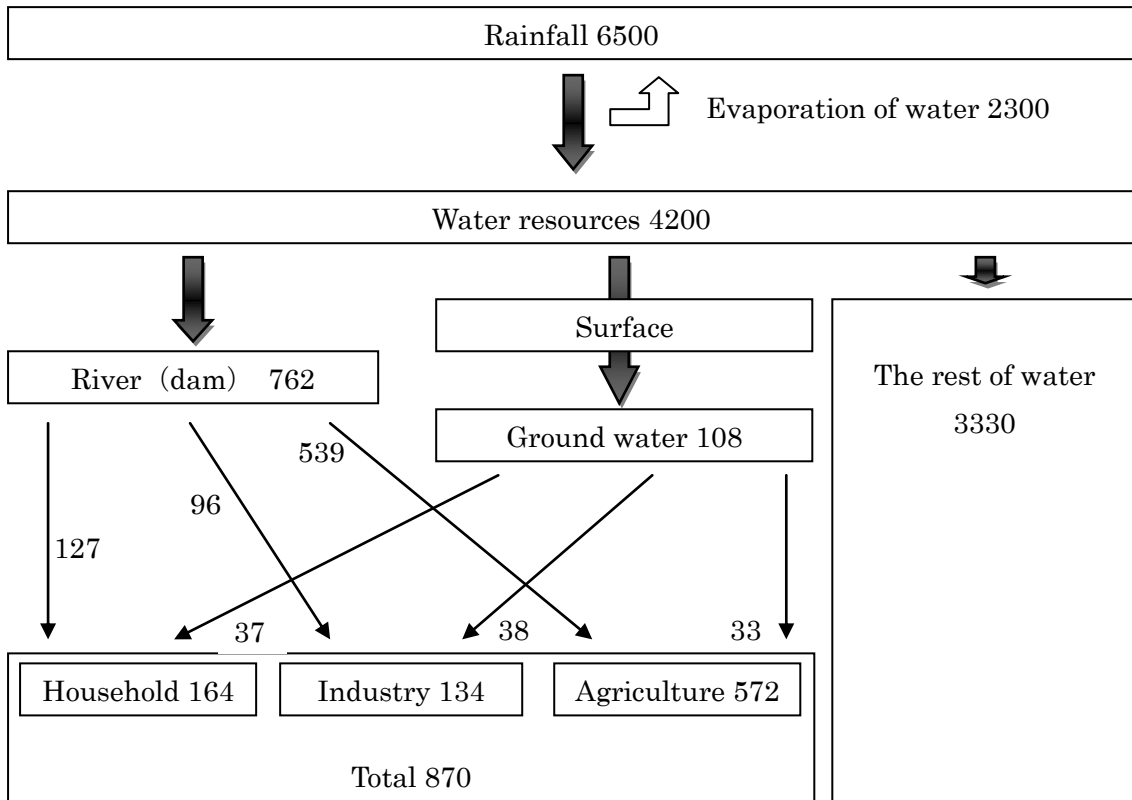 Rainfall 6500
Evaporation of water 2300
Water resources 4200
Surface
River（dam） 762
The rest of water
3330
Ground water 108
539
96
127
37
38
33
Household 164
Industry 134
Agriculture 572
Total 870